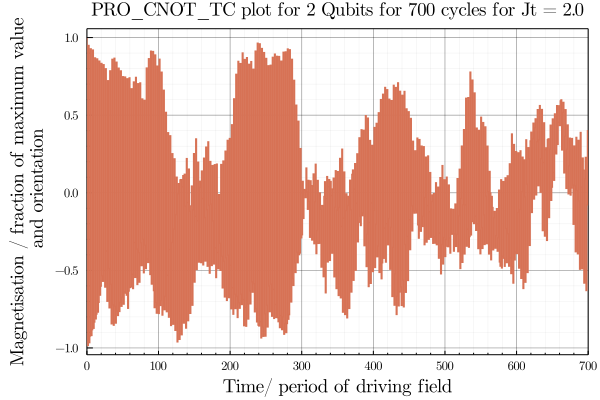 PRO_CNOT_TC plot for 2 Qubits for 700 cycles for Jt = 2.0
Magnetisation / fraction of maximum value
and orientation
1.0
0.5
0.0
−0.5
−1.0
0 100 200 300 400 500 600 700
Time/ period of driving field